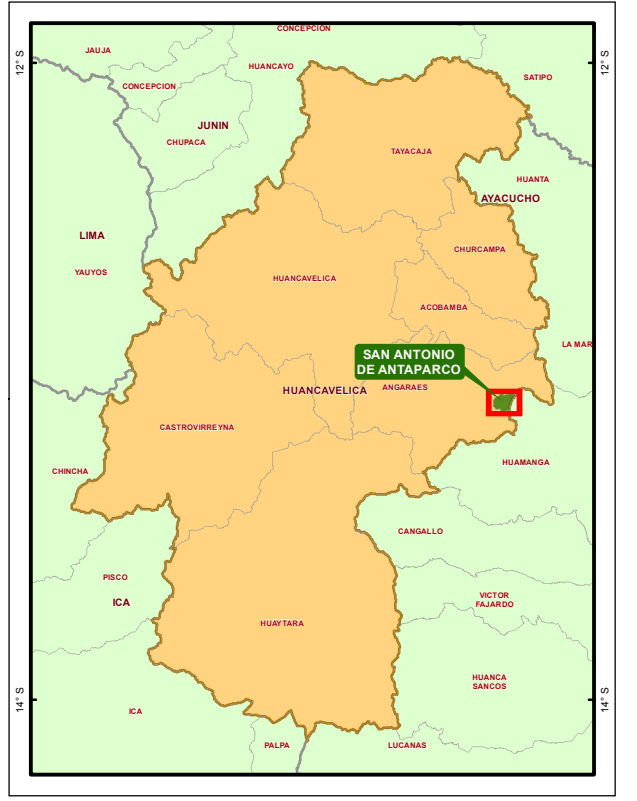 CONCEPCION
JAUJA
12° S
12° S
HUANCAYO
SATIPO
CONCEPCION
JUNIN
CHUPACA
TAYACAJA
HUANTA
AYACUCHO
LIMA
CHURCAMPA
YAUYOS
HUANCAVELICA
ACOBAMBA
LA MAR
SAN ANTONIO
DE ANTAPARCO
HUANCAVELICA
ANGARAES
CASTROVIRREYNA
HUAMANGA
CHINCHA
CANGALLO
PISCO
ICA
VICTOR
FAJARDO
HUAYTARA
HUANCA
SANCOS
14° S
14° S
ICA
PALPA
LUCANAS